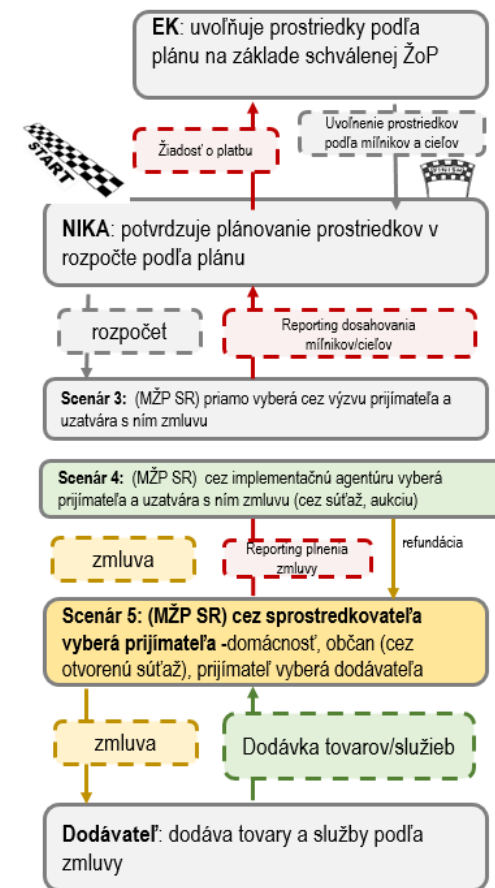 EK: uvoľňuje prostriedky podľa
plánu na základe schválenej ŽoP
Žiadosť o platbu
Uvoľnenie prostriedkov
podľa míľnikov a cieľov
START
FINISH
NIKA: potvrdzuje plánovanie prostriedkov v
rozpočte podľa plánu
rozpočet
Reporting dosahovania
míľnikov/cieľov
Scenár 3: (MŽP SR) priamo vyberá cez výzvu prijímateľa a
uzatvára s ním zmluvu
Scenár 4: (MŽP SR) cez implementačnú agentúru vyberá
prijímateľa a uzatvára s ním zmluvu (cez súťaž, aukciu)
zmluva
Reporting plnenia
zmluvy
refundácia
Scenár 5: (MŽP SR) cez sprostredkovateľa
vyberá prijímateľa -domácnosť, občan (cez
otvorenú súťaž), prijímateľ vyberá dodávateľa
zmluva
Dodávka tovarov/služieb
Dodávateľ: dodáva tovary a služby podľa
zmluvy